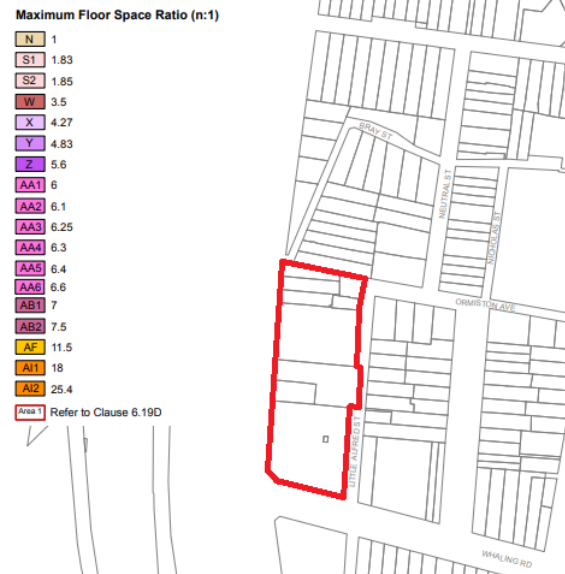 Maximum Floor Space Ratio (n:1)
N 1
S1 1.83
S2 1.85
W 3.5
X 4.27
Y 4.83
Z 5.6
AA1 6
AA2 6.1
AA3 6.25
AA4 6.3
AA5 6.4
AA6 6.6
AB1 7
AB2 7.5
AF 11.5
AI1 18
AI2 25.4
Area 1 Refer to Clause 6.19D
BRAY ST
NEUTRAL ST
NICHOLAS ST
ORMISTON AVE
LITTLE ALFRED ST
WHALING RD